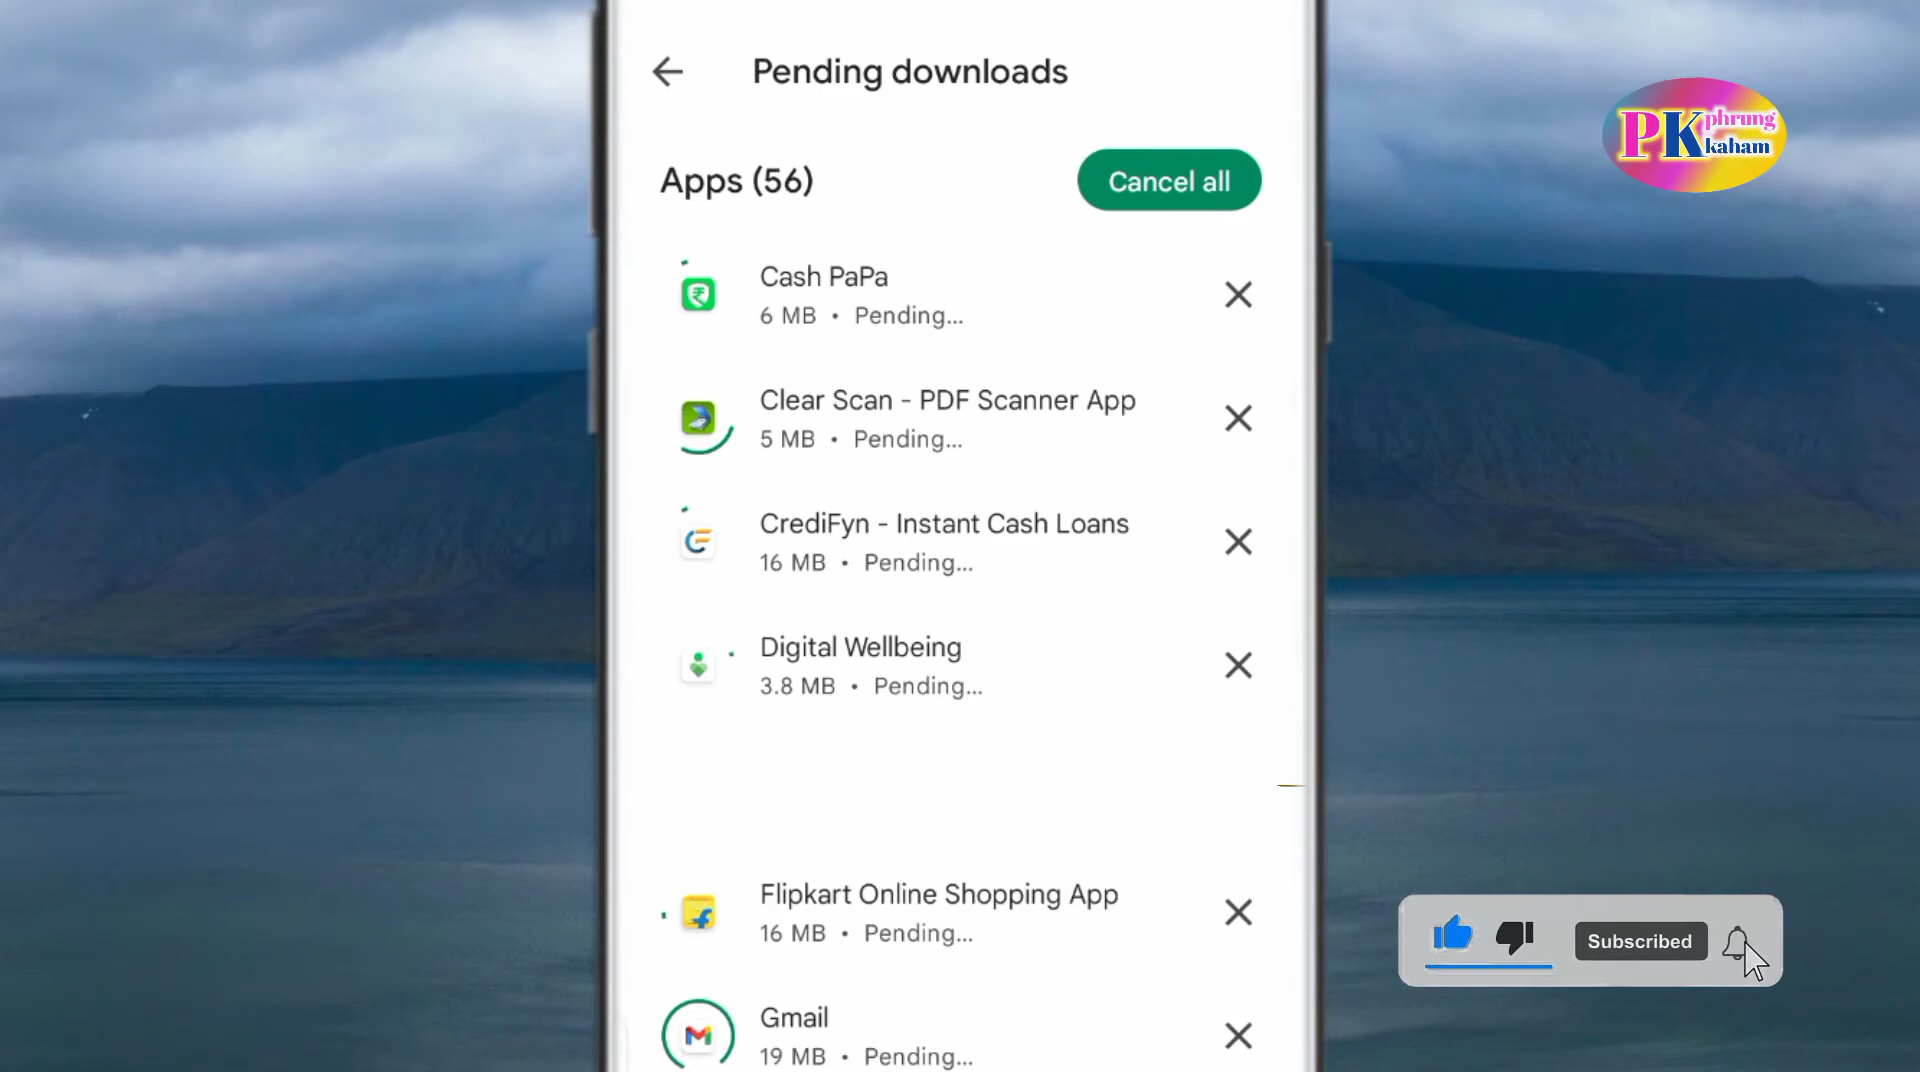 Pending downloads
Apps (56)
Cancel all
Cash PaPa
6 MB • Pending...
Clear Scan - PDF Scanner App
5 MB • Pending...
CrediFyn - Instant Cash Loans
16 MB • Pending...
Digital Wellbeing
3.8 MB • Pending...
Flipkart Online Shopping App
16 MB • Pending...
Gmail
19 MB • Pending...
PK phrung
kaham
Subscribed